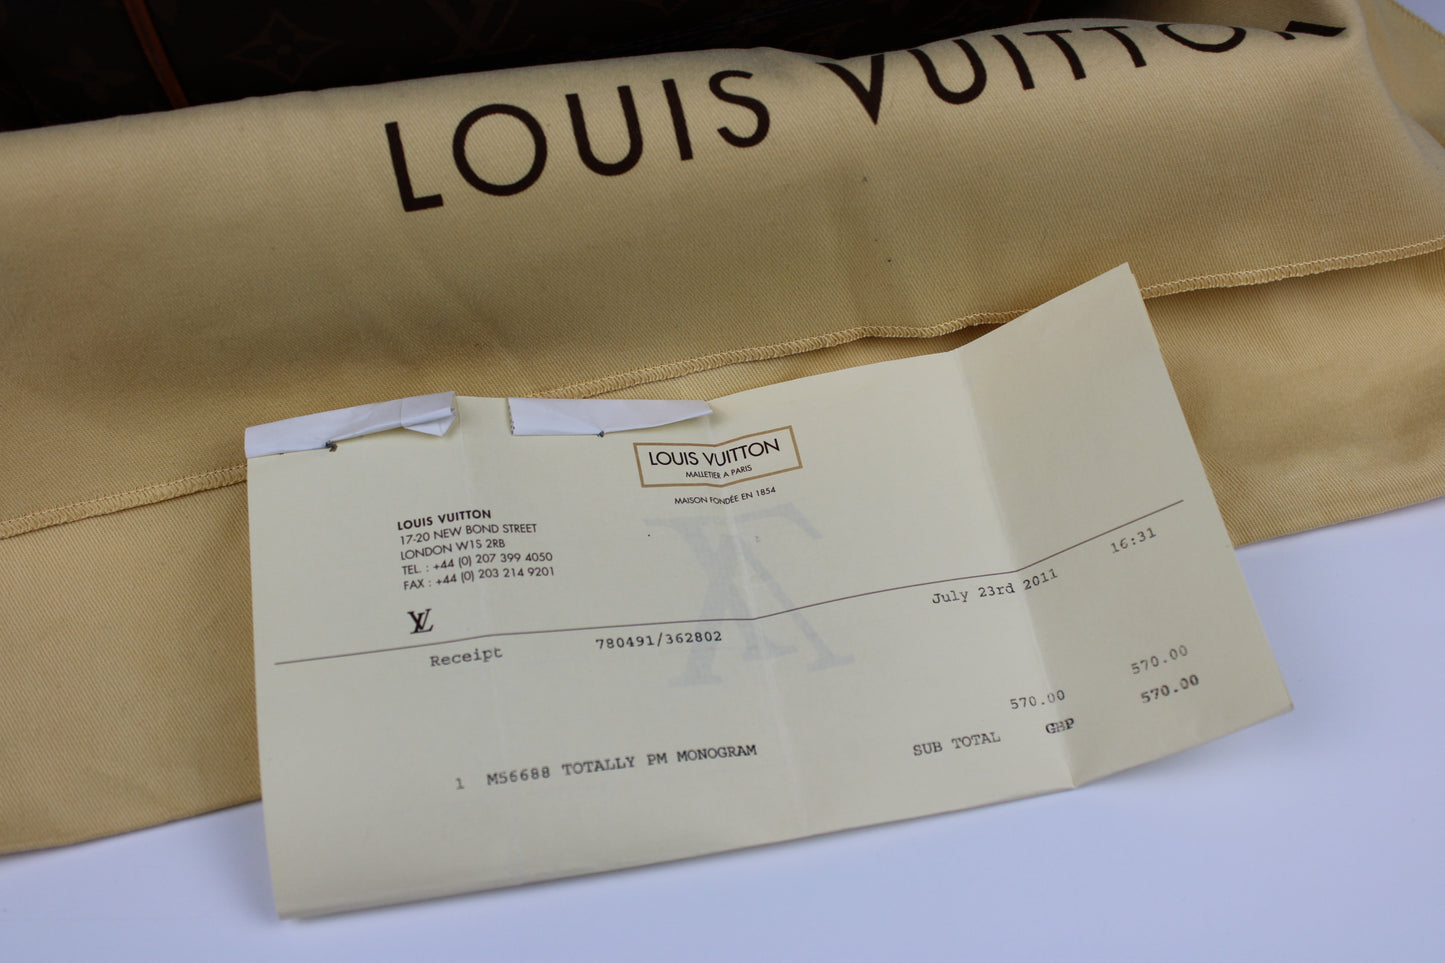 LOUIS VUITTON
LOUIS VUITTON
MALLETIER A PARIS
MAISON FONDÉE EN 1854
LOUIS VUITTON
17-20 NEW BOND STREET
LONDON W1S 2RB
TEL. : +44 (0) 207 399 4050
FAX : +44 (0) 203 214 9201
LV
Receipt 780491/362802 July 23rd 2011 16:31
1 M56688 TOTALLY PM MONOGRAM 570.00 570.00
SUB TOTAL GBP 570.00